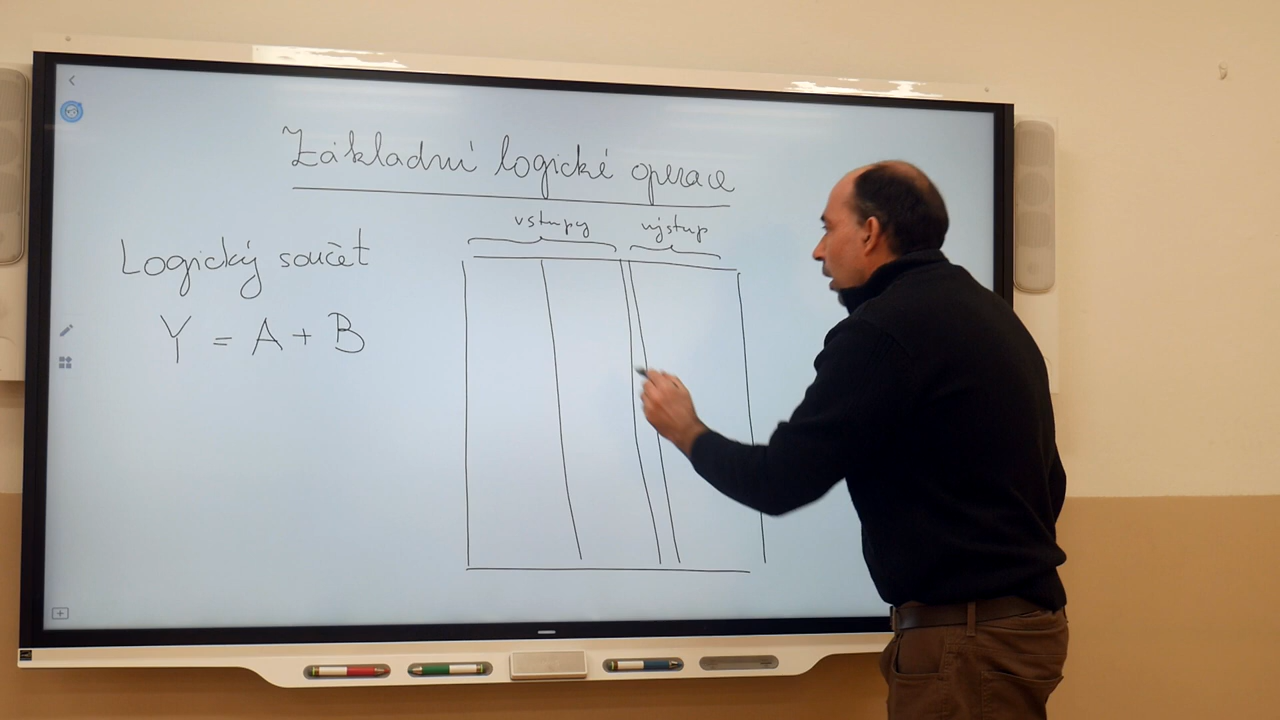 Základní logické operace
vstupy výstup
Logický součet
Y = A + B